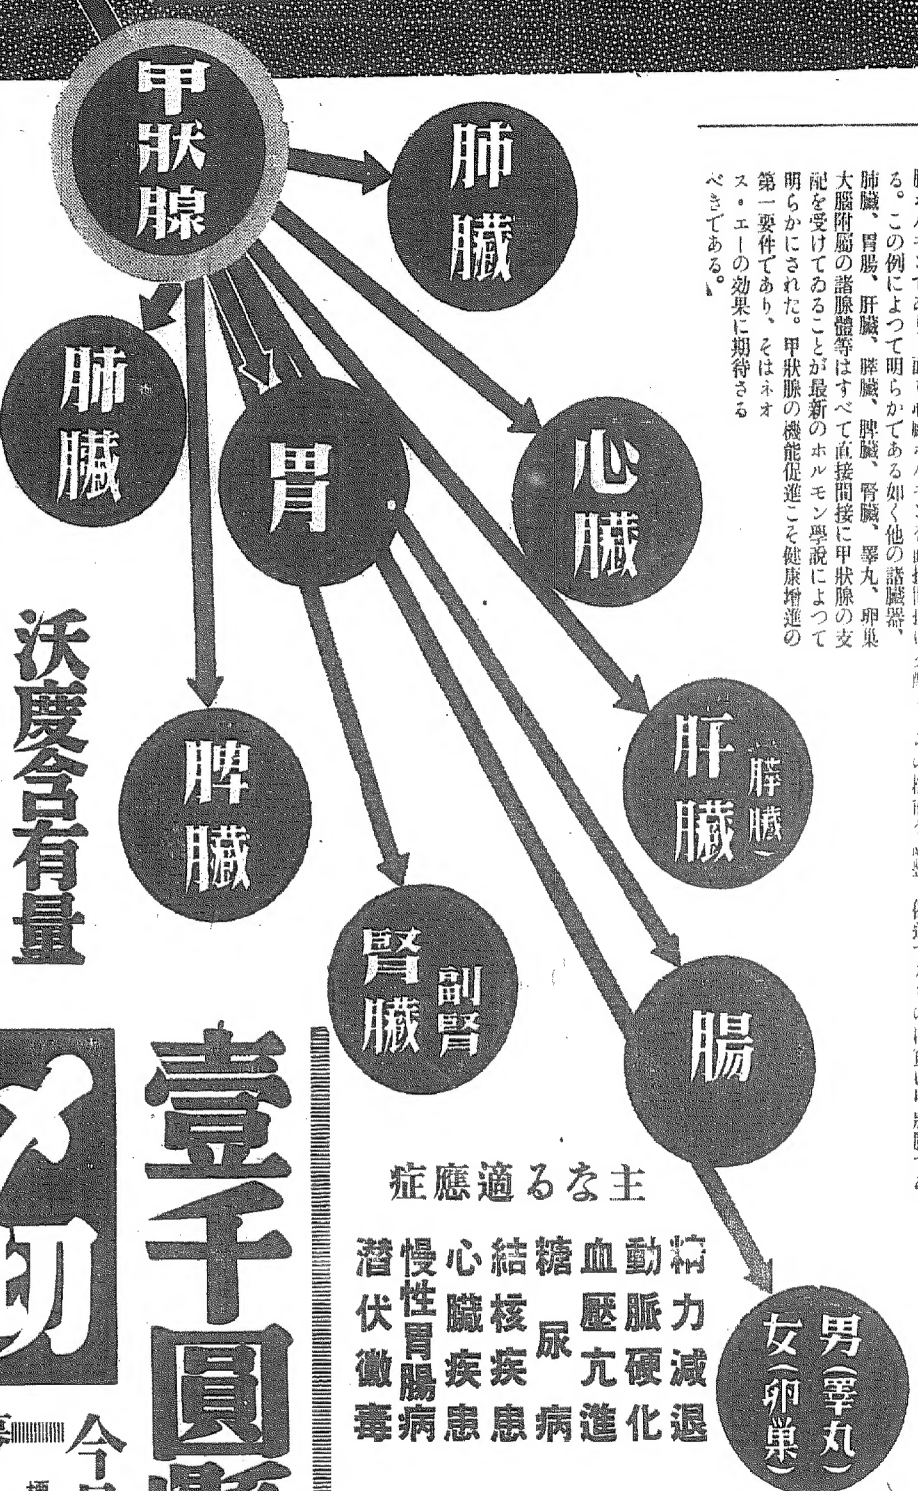 る。この例によつて明らかである如く他の諸臓器、
肺臓、胃腸、肝臓、膵臓、脾臓、腎臓、睾丸、卵巣
大腦附屬の諸腺體等はすべて直接間接に甲狀腺の支
配を受けてゐることが最新のホルモン學說によつて
明らかにされた。甲狀腺の機能促進こそ健康増進の
第一要件であり、そはネオ
ス・エーの効果に期待さる
べきである。
甲狀腺
肺臓
肺臓
胃
心臓
脾臓
肝臓
(膵臓)
副腎
腎臓
腸
男(睾丸)
女(卵巣)
症應適るな主
精力減退
動脈硬化
血壓亢進
糖尿病
結核疾患
心臓疾患
慢性胃腸病
潜伏黴毒
沃度含有量
壹千圓懸
〆切
今